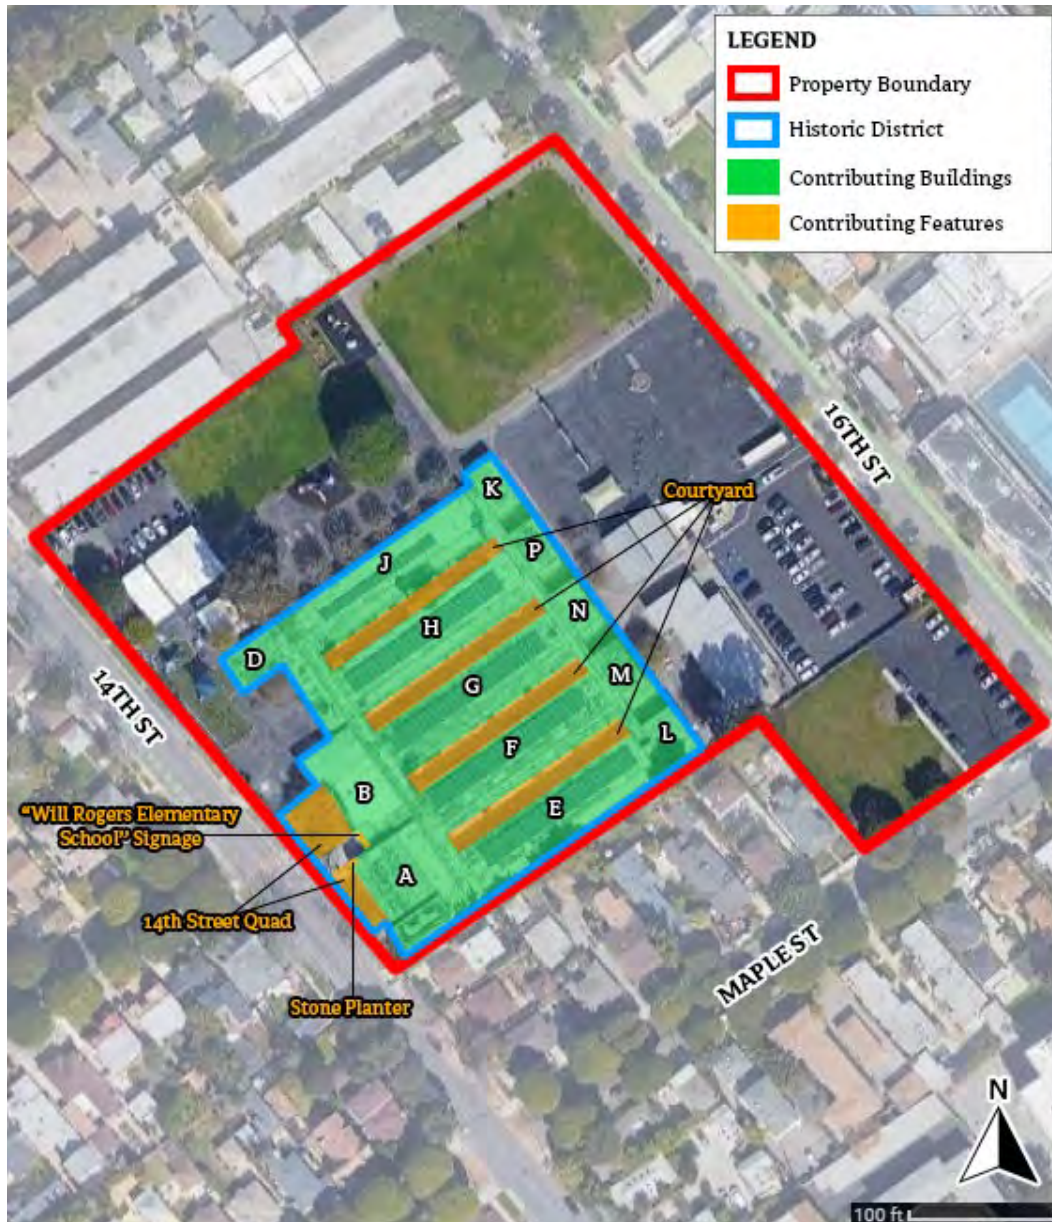 LEGEND
Property Boundary
Historic District
Contributing Buildings
Contributing Features
16TH ST
Courtyard
K
P
J
H
N
D
G
M
14TH ST
F
L
B
E
“Will Rogers Elementary
School” Signage
A
14th Street Quad
MAPLE ST
Stone Planter
N
100 ft